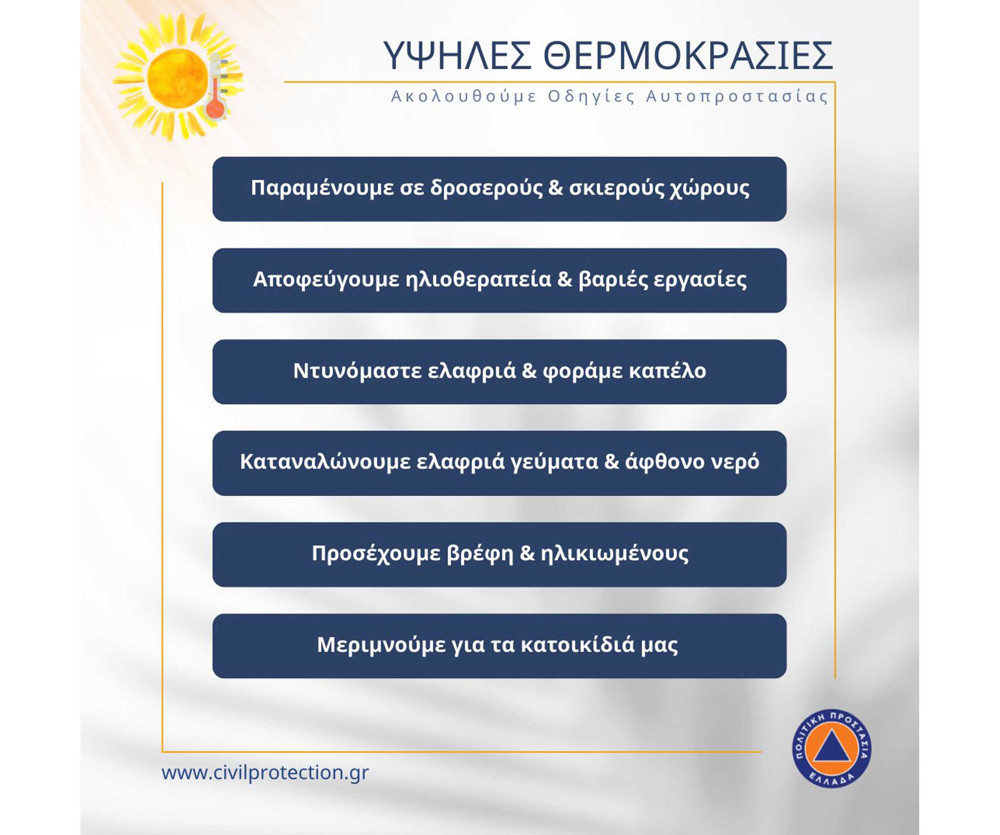 ΥΨΗΛΕΣ ΘΕΡΜΟΚΡΑΣΙΕΣ
Ακολουθούμε Οδηγίες Αυτοπροστασίας
Παραμένουμε σε δροσερούς & σκιερούς χώρους
Αποφεύγουμε ηλιοθεραπεία & βαριές εργασίες
Ντυνόμαστε ελαφριά & φοράμε καπέλο
Καταναλώνουμε ελαφριά γεύματα & άφθονο νερό
Προσέχουμε βρέφη & ηλικιωμένους
Μεριμνούμε για τα κατοικίδιά μας
www.civilprotection.gr
ΠΟΛΙΤΙΚΗ ΠΡΟΣΤΑΣΙΑ
ΕΛΛΑΔΑ